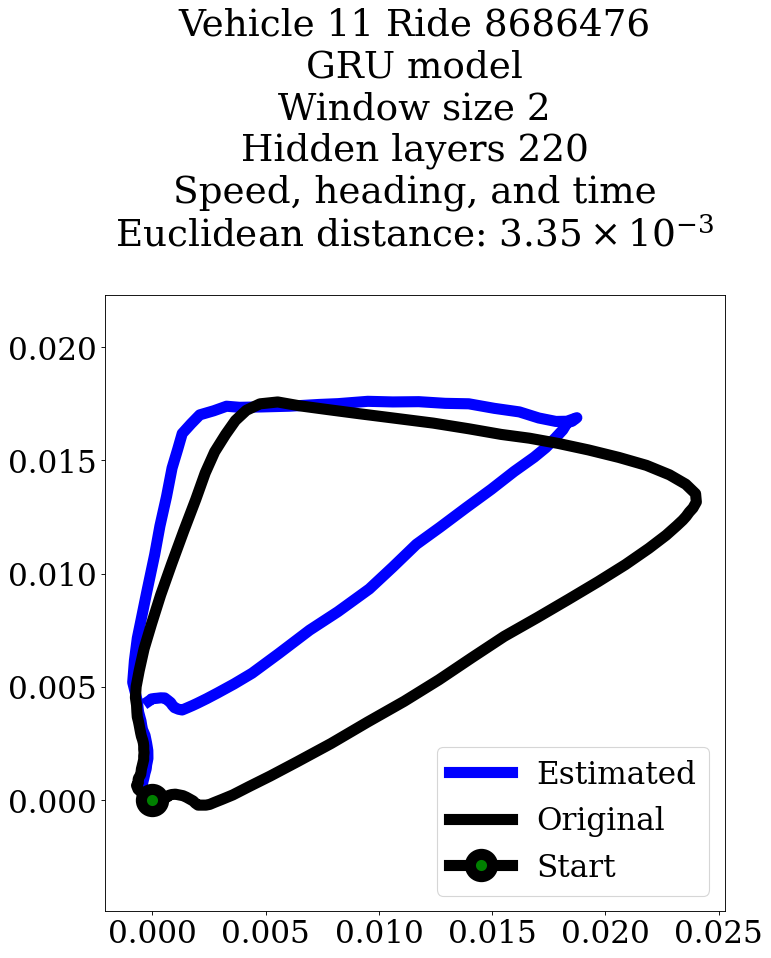 Vehicle 11 Ride 8686476
GRU model
Window size 2
Hidden layers 220
Speed, heading, and time
Euclidean distance: 3.35 × 10⁻³
0.020
0.015
0.010
0.005
0.000
Estimated
Original
Start
0.000 0.005 0.010 0.015 0.020 0.025